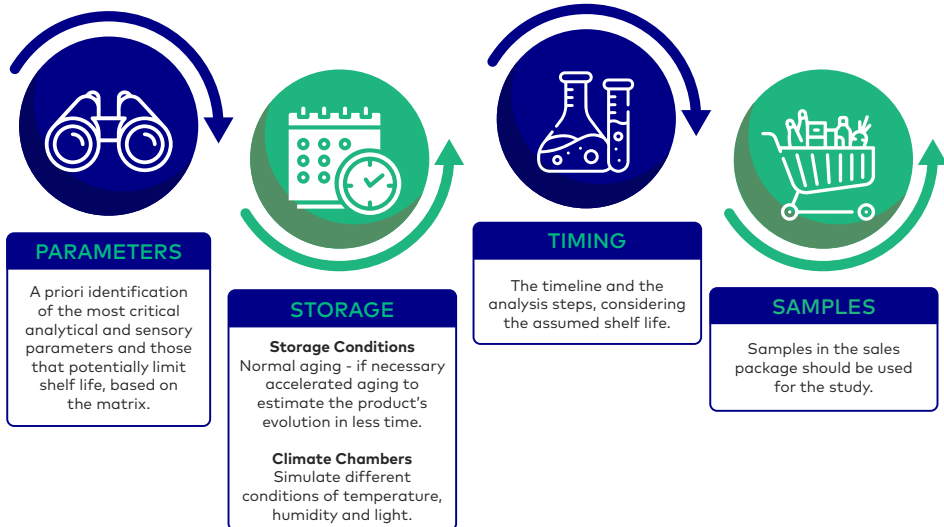 PARAMETERS
A priori identification
of the most critical
analytical and sensory
parameters and those
that potentially limit
shelf life, based on
the matrix.
STORAGE
Storage Conditions
Normal aging - if necessary
accelerated aging to
estimate the product's
evolution in less time.
Climate Chambers
Simulate different
conditions of temperature,
humidity and light.
TIMING
The timeline and the
analysis steps, considering
the assumed shelf life.
SAMPLES
Samples in the sales
package should be used
for the study.